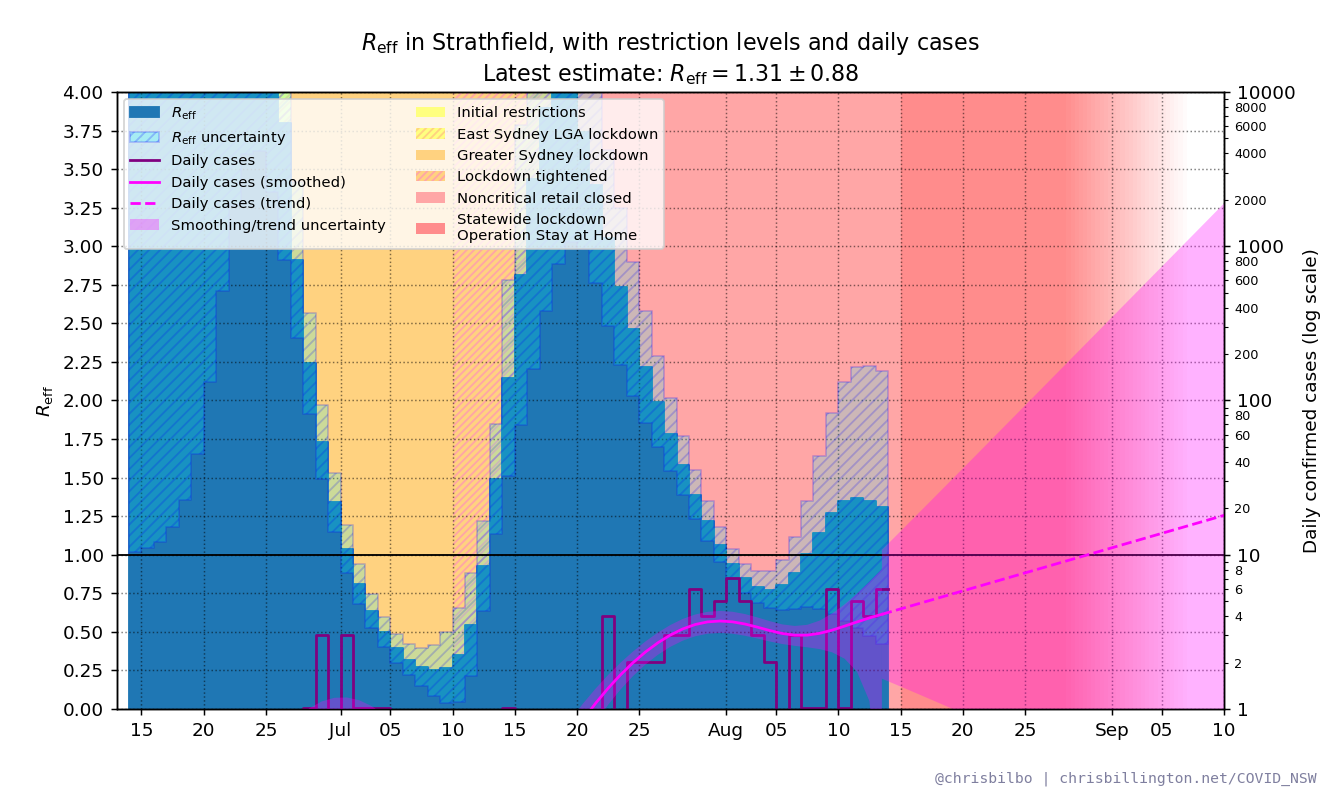 Reff in Strathfield, with restriction levels and daily cases
Latest estimate: Reff = 1.31 ± 0.88
Reff
Reff uncertainty
Daily cases
Daily cases (smoothed)
Daily cases (trend)
Smoothing/trend uncertainty
Initial restrictions
East Sydney LGA lockdown
Greater Sydney lockdown
Lockdown tightened
Noncritical retail closed
Statewide lockdown
Operation Stay at Home
Reff
4.00
3.75
3.50
3.25
3.00
2.75
2.50
2.25
2.00
1.75
1.50
1.25
1.00
0.75
0.50
0.25
0.00
15 20 25 Jul 05 10 15 20 25 Aug 05 10 15 20 25 Sep 05 10
10000
8000
6000
4000
2000
1000
800
600
400
200
100
80
60
40
20
10
8
6
4
2
1
Daily confirmed cases (log scale)
@chrisbilbo | chrisbillington.net/COVID_NSW